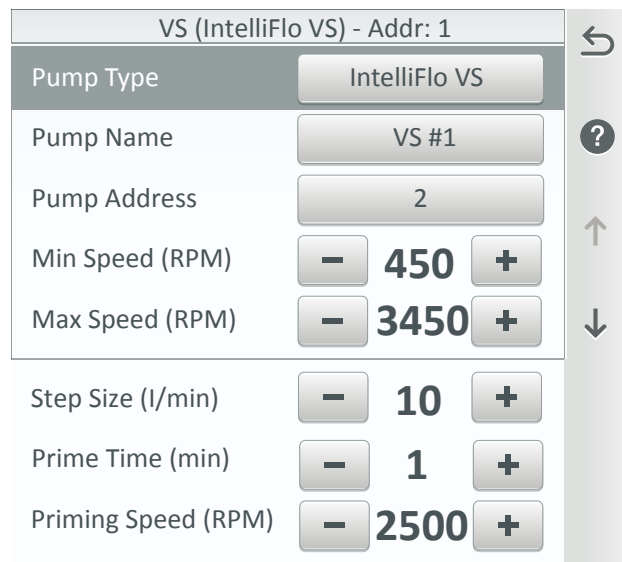 VS (IntelliFlo VS) - Addr: 1
Pump Type IntelliFlo VS
Pump Name VS #1
Pump Address 2
Min Speed (RPM) − 450 +
Max Speed (RPM) − 3450 +
Step Size (I/min) − 10 +
Prime Time (min) − 1 +
Priming Speed (RPM) − 2500 +
?